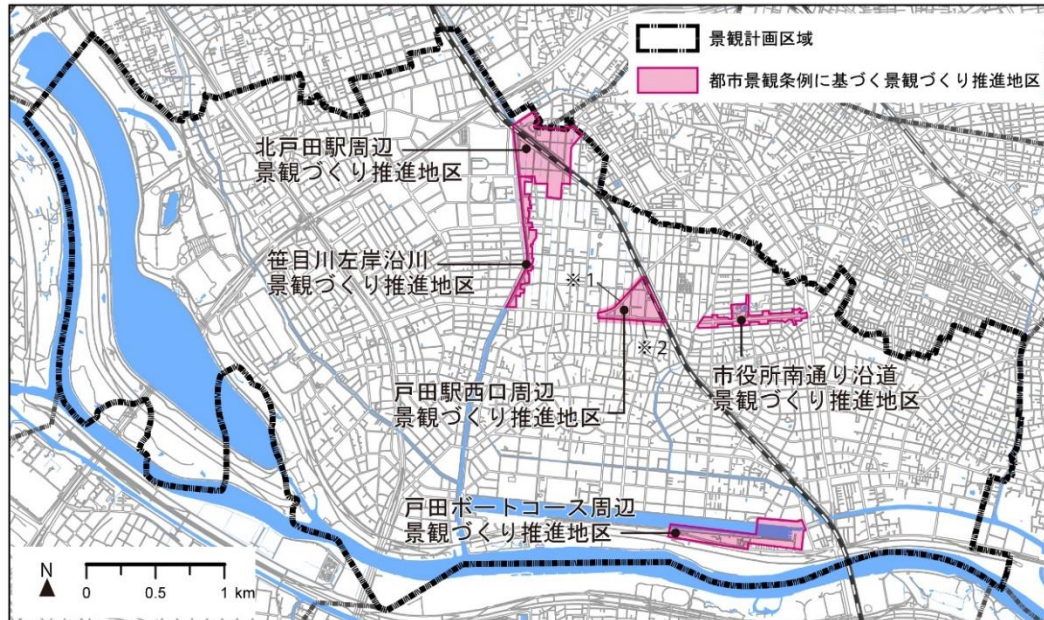 景観計画区域
都市景観条例に基づく景観づくり推進地区
北戸田駅周辺
景観づくり推進地区
笹目川左岸沿川
景観づくり推進地区
※1
※2
戸田駅西口周辺
景観づくり推進地区
市役所南通り沿道
景観づくり推進地区
戸田ボートコース周辺
景観づくり推進地区
N
0 0.5 1 km